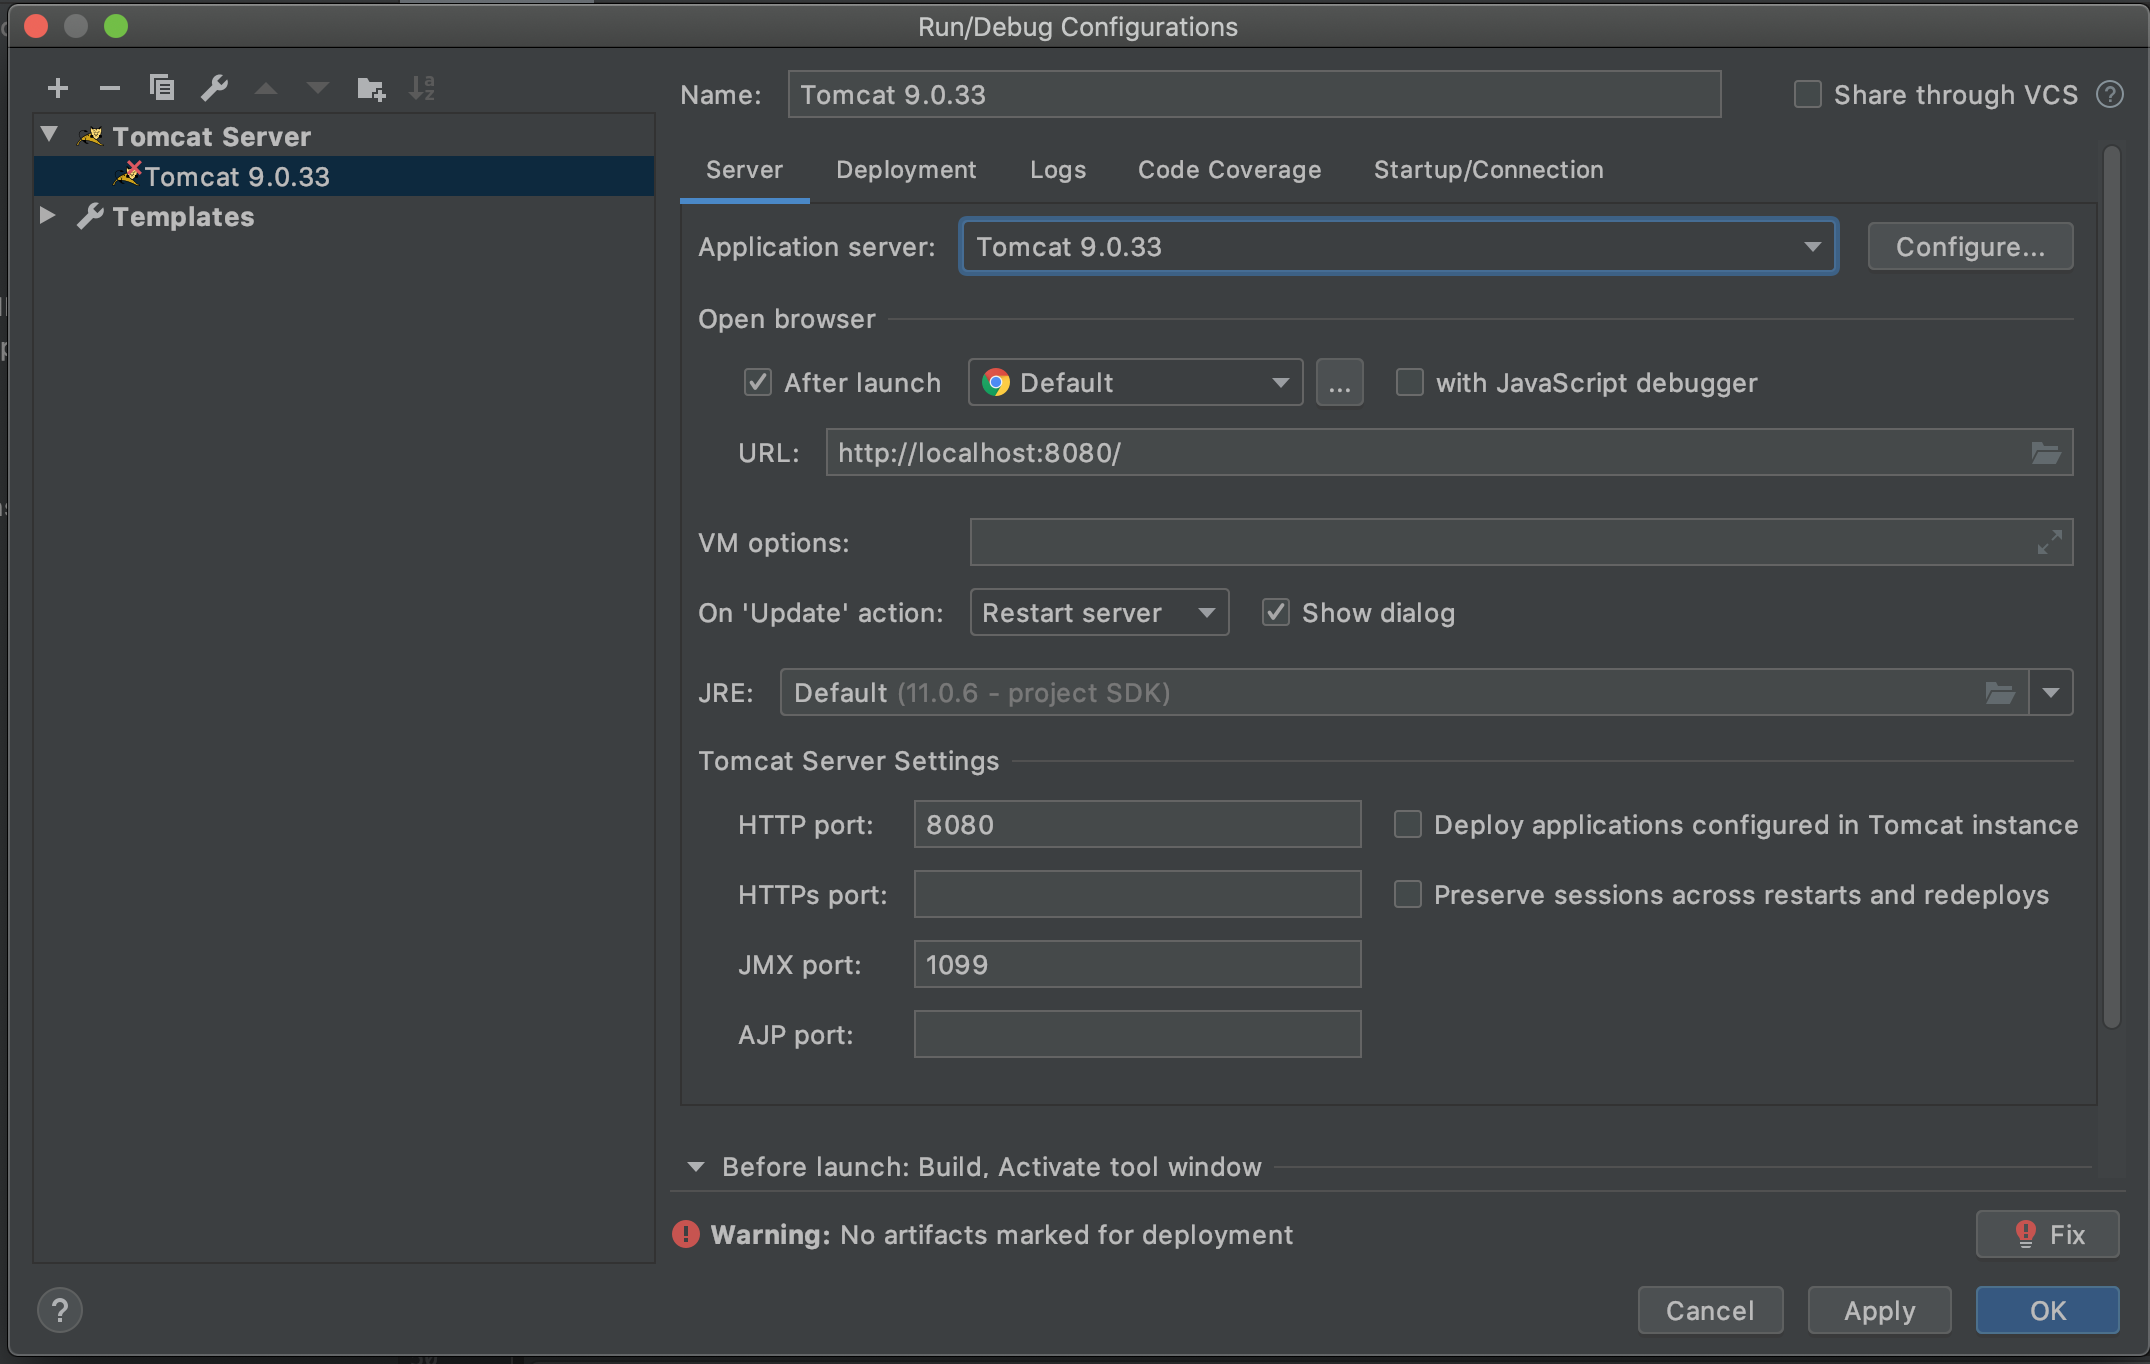 Run/Debug Configurations
Name: Tomcat 9.0.33
Share through VCS ?
Tomcat Server
Tomcat 9.0.33
Templates
Server Deployment Logs Code Coverage Startup/Connection
Application server: Tomcat 9.0.33 Configure...
Open browser
After launch Default ... with JavaScript debugger
URL: http://localhost:8080/
VM options:
On 'Update' action: Restart server Show dialog
JRE: Default (11.0.6 - project SDK)
Tomcat Server Settings
HTTP port: 8080 Deploy applications configured in Tomcat instance
HTTPs port: Preserve sessions across restarts and redeploys
JMX port: 1099
AJP port:
Before launch: Build, Activate tool window
Warning: No artifacts marked for deployment Fix
? Cancel Apply OK